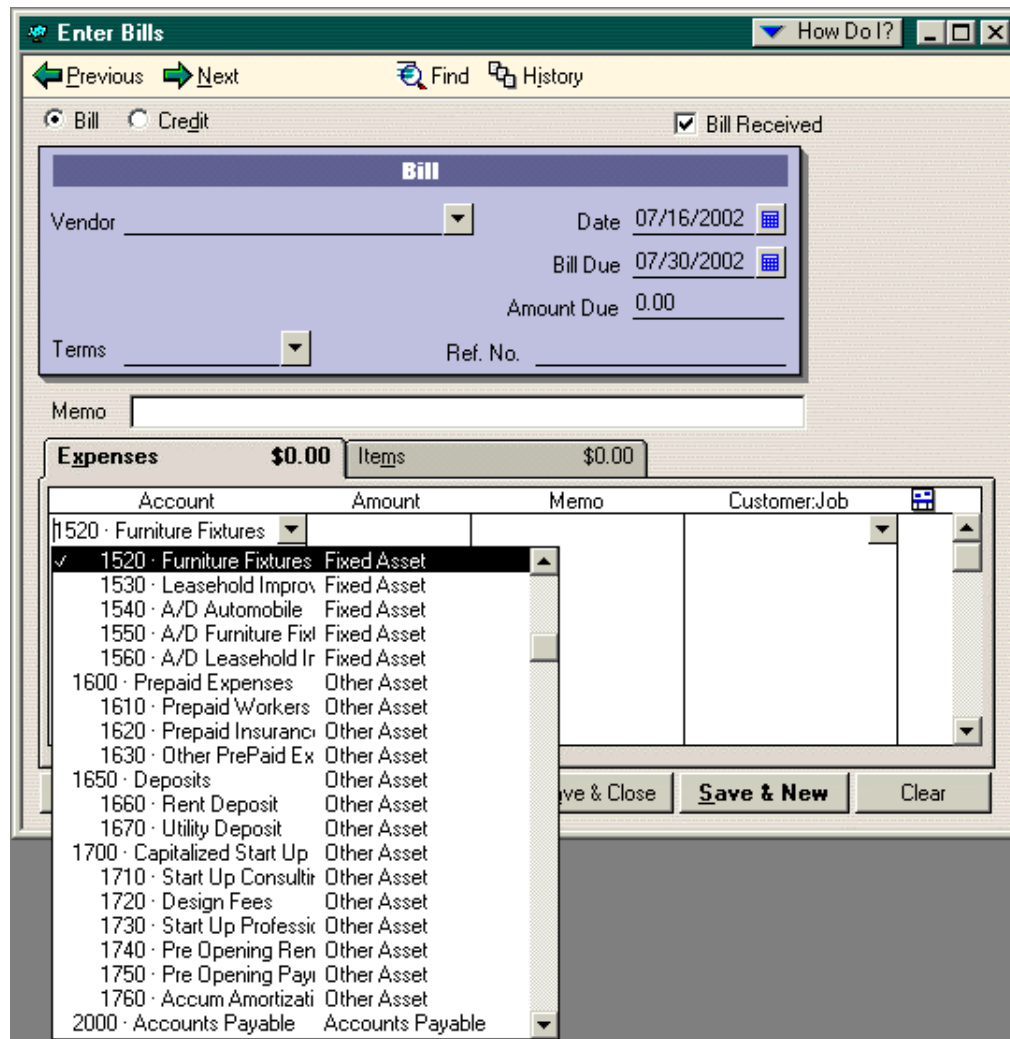 Enter Bills How Do I?
Previous Next Find History
Bill Credit Bill Received
Bill
Vendor Date 07/16/2002
Bill Due 07/30/2002
Amount Due 0.00
Terms Ref. No.
Memo
Expenses $0.00 Items $0.00
Account Amount Memo Customer:Job
1520 · Furniture Fixtures
✓ 1520 · Furniture Fixtures Fixed Asset
1530 · Leasehold Improv Fixed Asset
1540 · A/D Automobile Fixed Asset
1550 · A/D Furniture Fixt Fixed Asset
1560 · A/D Leasehold Ir Fixed Asset
1600 · Prepaid Expenses Other Asset
1610 · Prepaid Workers Other Asset
1620 · Prepaid Insuranc Other Asset
1630 · Other PrePaid Ex Other Asset
1650 · Deposits Other Asset
ve & Close Save & New Clear
1660 · Rent Deposit Other Asset
1670 · Utility Deposit Other Asset
1700 · Capitalized Start Up Other Asset
1710 · Start Up Consultir Other Asset
1720 · Design Fees Other Asset
1730 · Start Up Professic Other Asset
1740 · Pre Opening Ren Other Asset
1750 · Pre Opening Payı Other Asset
1760 · Accum Amortizati Other Asset
2000 · Accounts Payable Accounts Payable